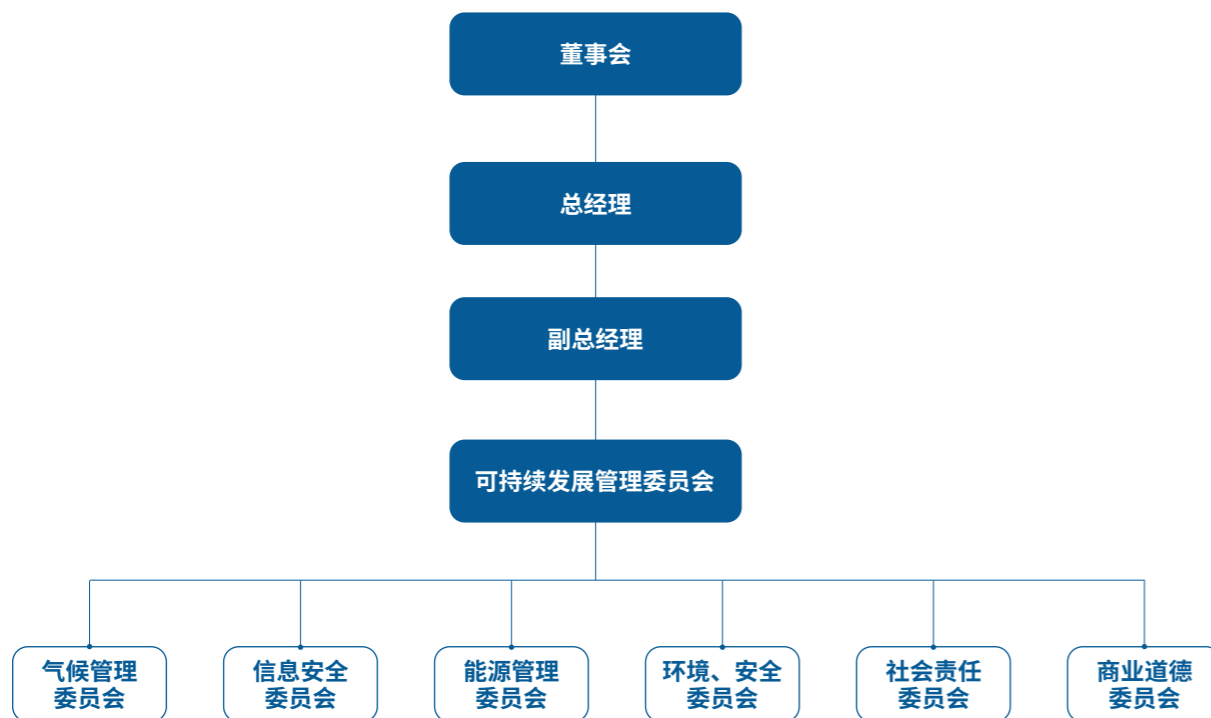 董事会
总经理
副总经理
可持续发展管理委员会
气候管理
委员会
信息安全
委员会
能源管理
委员会
环境、安全
委员会
社会责任
委员会
商业道德
委员会